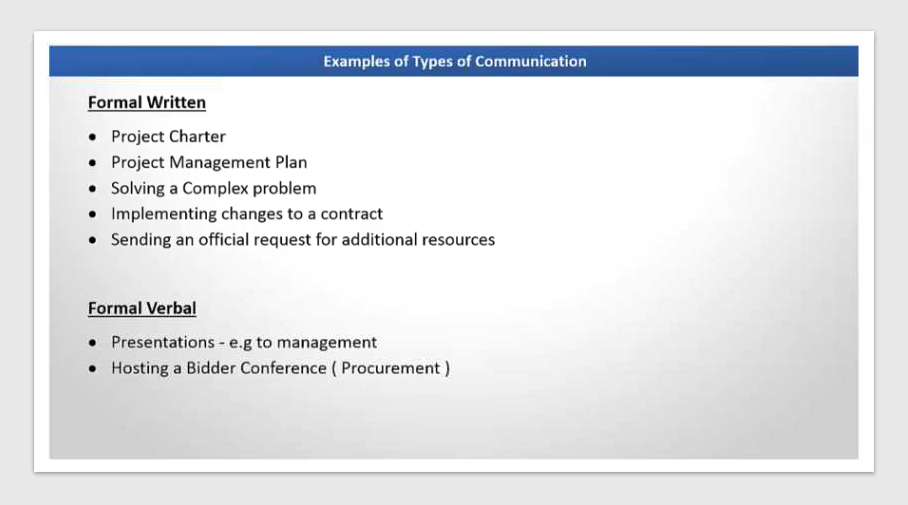 Examples of Types of Communication
Formal Written
• Project Charter
• Project Management Plan
• Solving a Complex problem
• Implementing changes to a contract
• Sending an official request for additional resources
Formal Verbal
• Presentations - e.g to management
• Hosting a Bidder Conference ( Procurement )